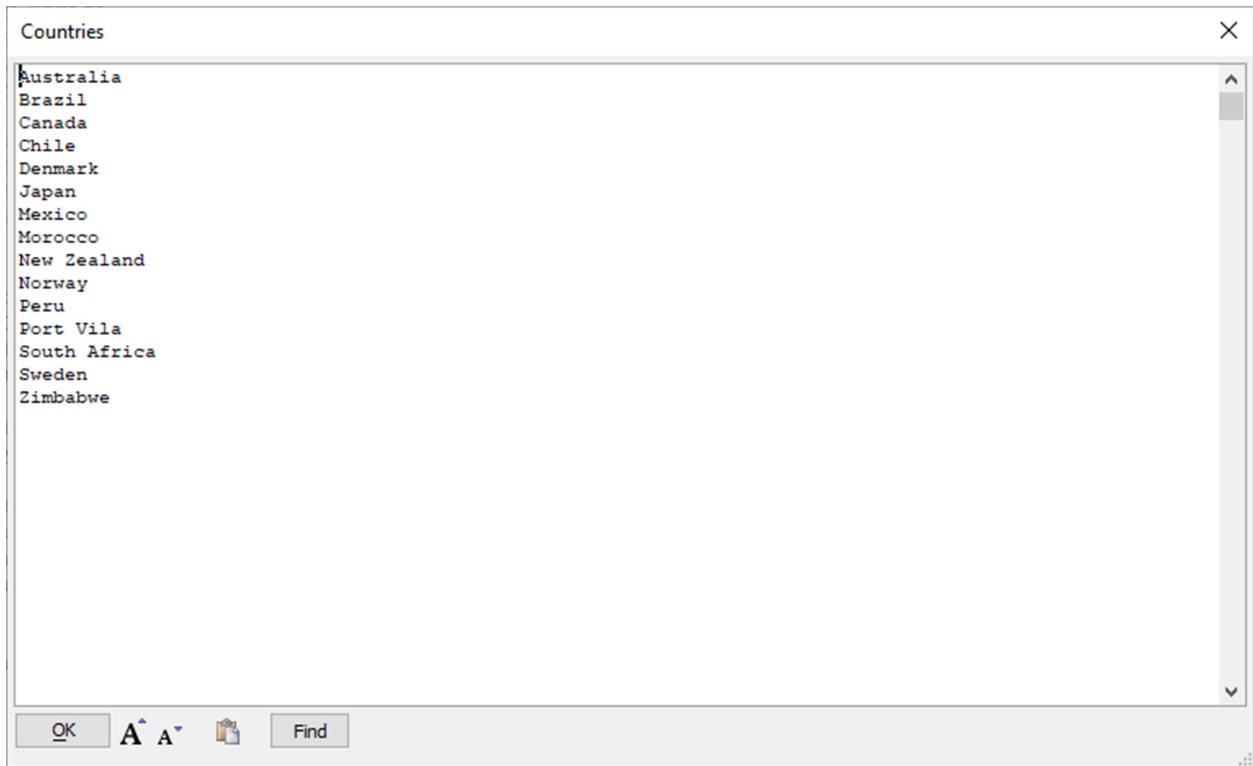 Countries
Australia
Brazil
Canada
Chile
Denmark
Japan
Mexico
Morocco
New Zealand
Norway
Peru
Port Vila
South Africa
Sweden
Zimbabwe
OK A A Find